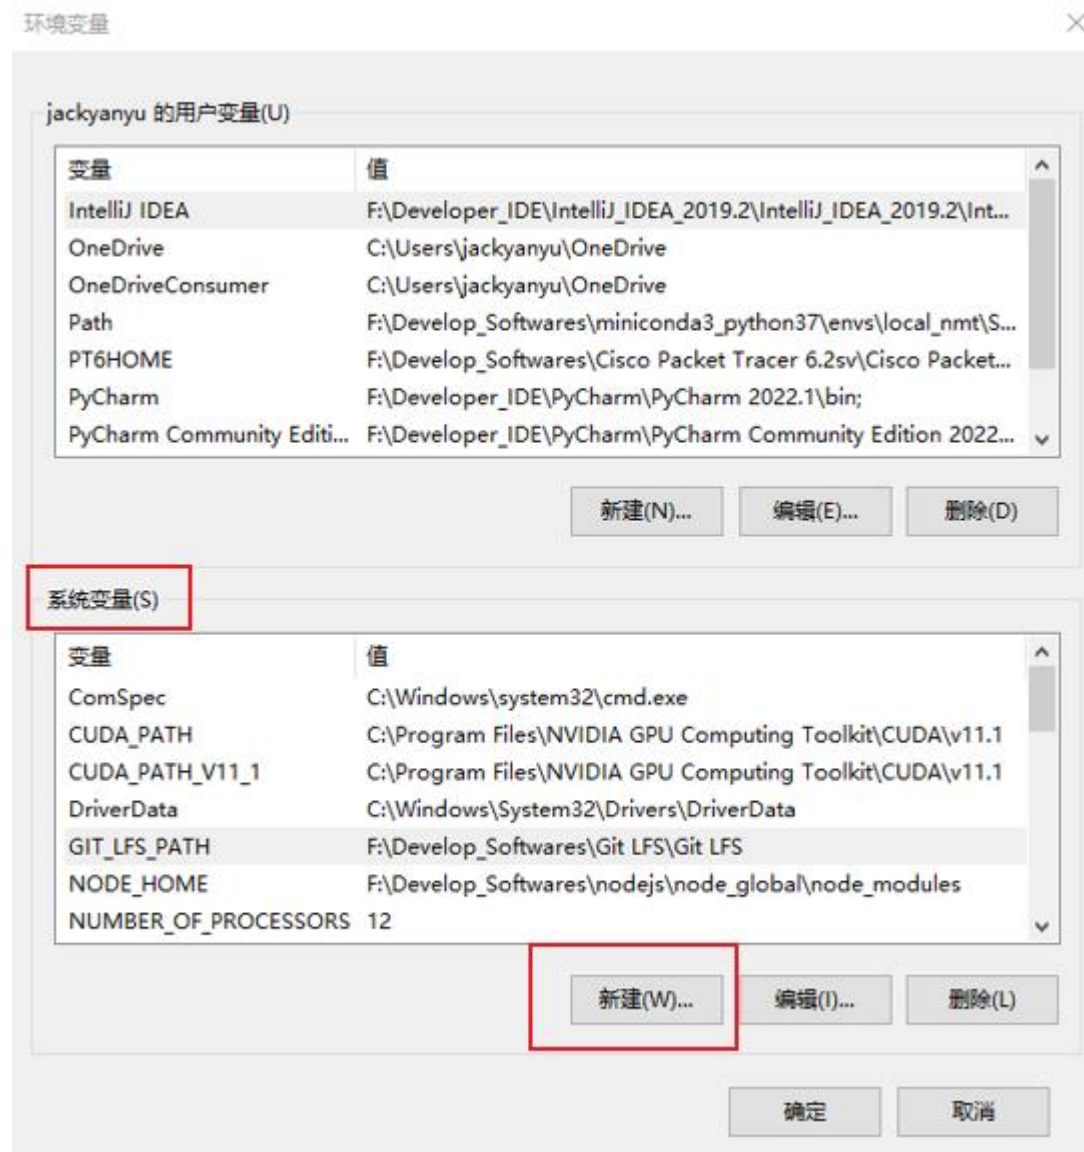 环境变量
jackyanyu 的用户变量(U)
变量 值
IntelliJ IDEA F:\Developer_IDE\IntelliJ_IDEA_2019.2\IntelliJ_IDEA_2019.2\Int...
OneDrive C:\Users\jackyanyu\OneDrive
OneDriveConsumer C:\Users\jackyanyu\OneDrive
Path F:\Develop_Softwares\miniconda3_python37\envs\local_nmt\S...
PT6HOME F:\Develop_Softwares\Cisco Packet Tracer 6.2sv\Cisco Packet...
PyCharm F:\Developer_IDE\PyCharm\PyCharm 2022.1\bin;
PyCharm Community Editi... F:\Developer_IDE\PyCharm\PyCharm Community Edition 2022...
新建(N)... 编辑(E)... 删除(D)
系统变量(S)
变量 值
ComSpec C:\Windows\system32\cmd.exe
CUDA_PATH C:\Program Files\NVIDIA GPU Computing Toolkit\CUDA\v11.1
CUDA_PATH_V11_1 C:\Program Files\NVIDIA GPU Computing Toolkit\CUDA\v11.1
DriverData C:\Windows\System32\Drivers\DriverData
GIT_LFS_PATH F:\Develop_Softwares\Git LFS\Git LFS
NODE_HOME F:\Develop_Softwares\nodejs\node_global\node_modules
NUMBER_OF_PROCESSORS 12
新建(W)... 编辑(I)... 删除(L)
确定 取消